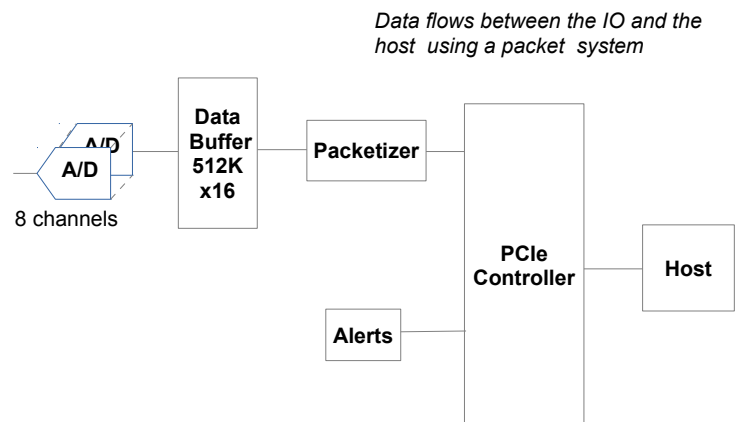 Data flows between the IO and the
host using a packet system
A/D
A/D
8 channels
Data
Buffer
512K
x16
Packetizer
PCIe
Controller
Host
Alerts